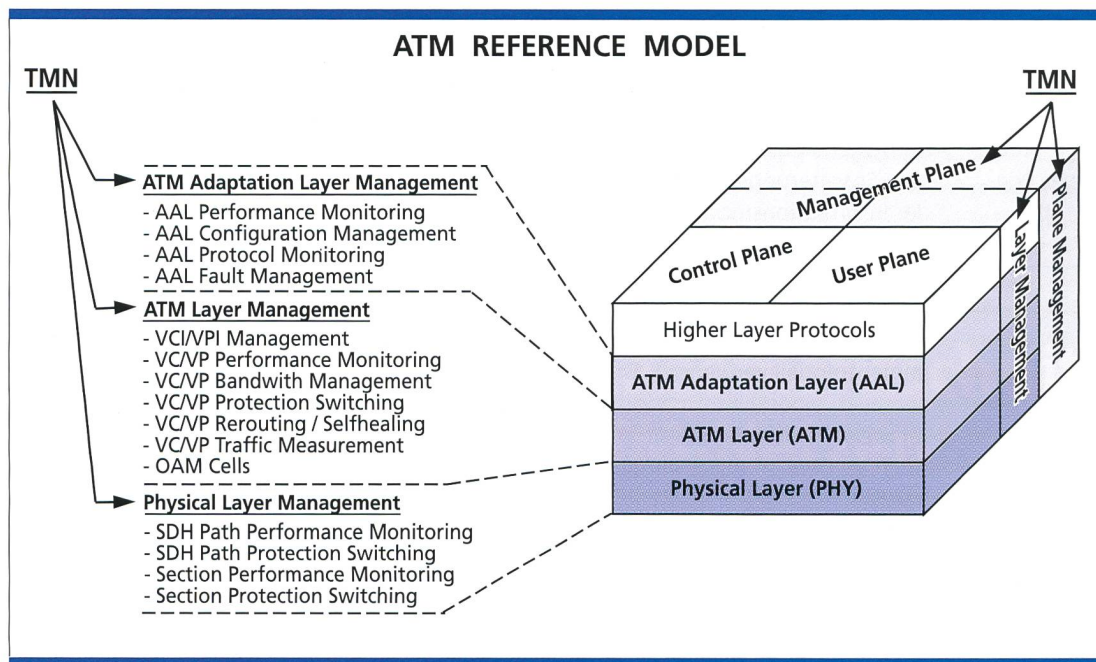 ATM REFERENCE MODEL
TMN
ATM Adaptation Layer Management
- AAL Performance Monitoring
- AAL Configuration Management
- AAL Protocol Monitoring
- AAL Fault Management
ATM Layer Management
- VCI/VPI Management
- VC/VP Performance Monitoring
- VC/VP Bandwith Management
- VC/VP Protection Switching
- VC/VP Rerouting / Selfhealing
- VC/VP Traffic Measurement
- OAM Cells
Physical Layer Management
- SDH Path Performance Monitoring
- SDH Path Protection Switching
- Section Performance Monitoring
- Section Protection Switching
TMN
Management Plane
Control Plane
User Plane
Higher Layer Protocols
ATM Adaptation Layer (AAL)
ATM Layer (ATM)
Physical Layer (PHY)
Layer Management
Plane Management